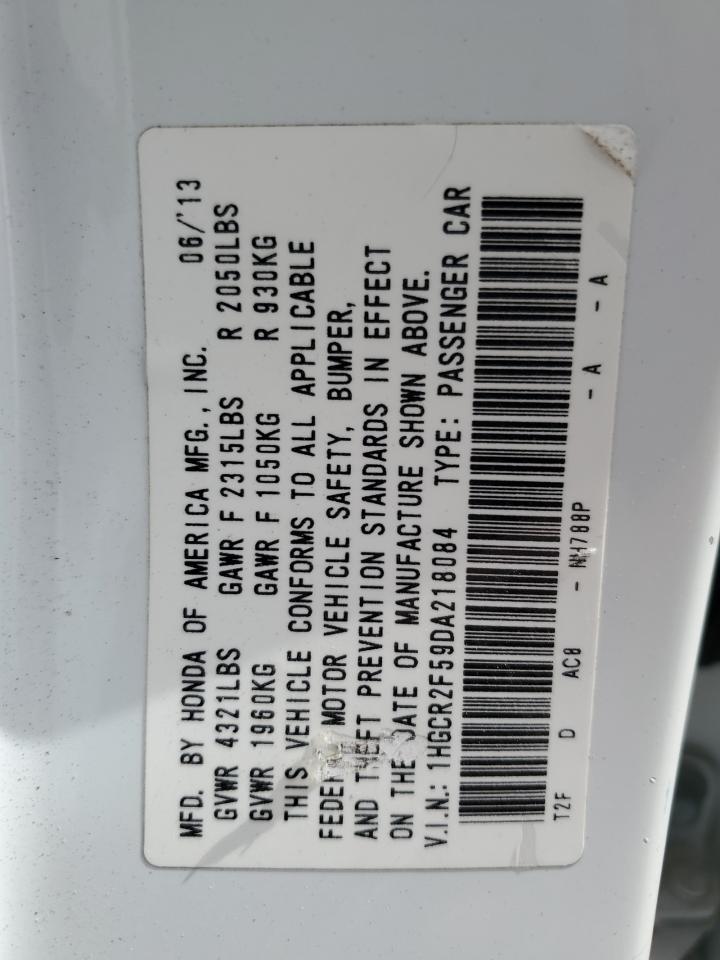 MFD. BY HONDA OF AMERICA MFG., INC. 06/'13
GVWR 4321LBS GAWR F 2315LBS R 2050LBS
GVWR 1960KG GAWR F 1050KG R 930KG
THIS VEHICLE CONFORMS TO ALL APPLICABLE
FEDERAL MOTOR VEHICLE SAFETY, BUMPER,
AND THEFT PREVENTION STANDARDS IN EFFECT
ON THE DATE OF MANUFACTURE SHOWN ABOVE.
V.I.N.: 1HGCR2F59DA218084 TYPE: PASSENGER CAR
T2F D AC8 - NH788P - A - A